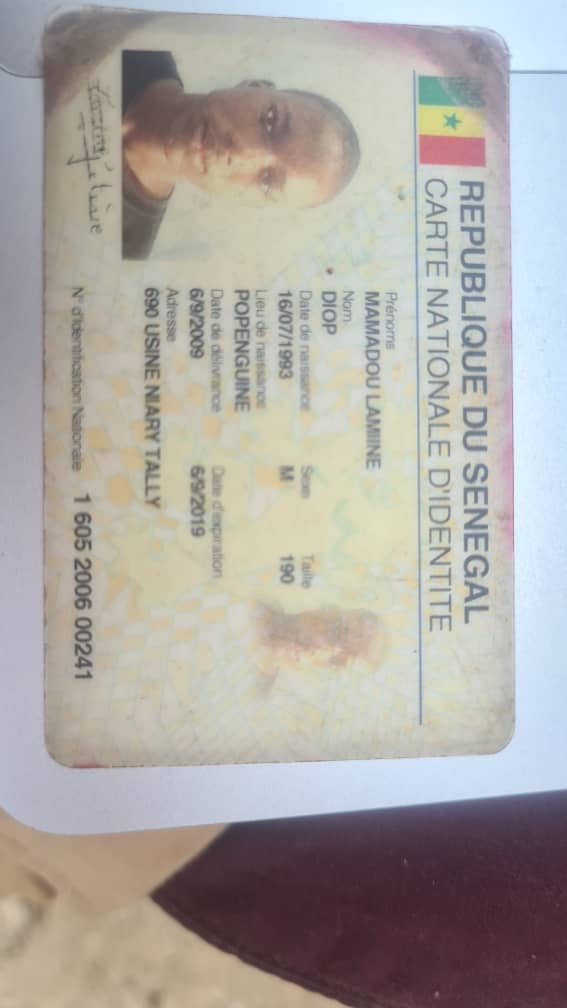 REPUBLIQUE DU SENEGAL
CARTE NATIONALE D'IDENTITE
Prénoms
MAMADOU LAMINE
Nom
DIOP
Date de naissance Sexe Taille
16/07/1993 M 190
Lieu de naissance
POPENGUINE
Date de délivrance Date d'expiration
6/9/2009 6/9/2019
Adresse
690 USINE NIARY TALLY
N° d'Identification Nationale 1 605 2006 00241